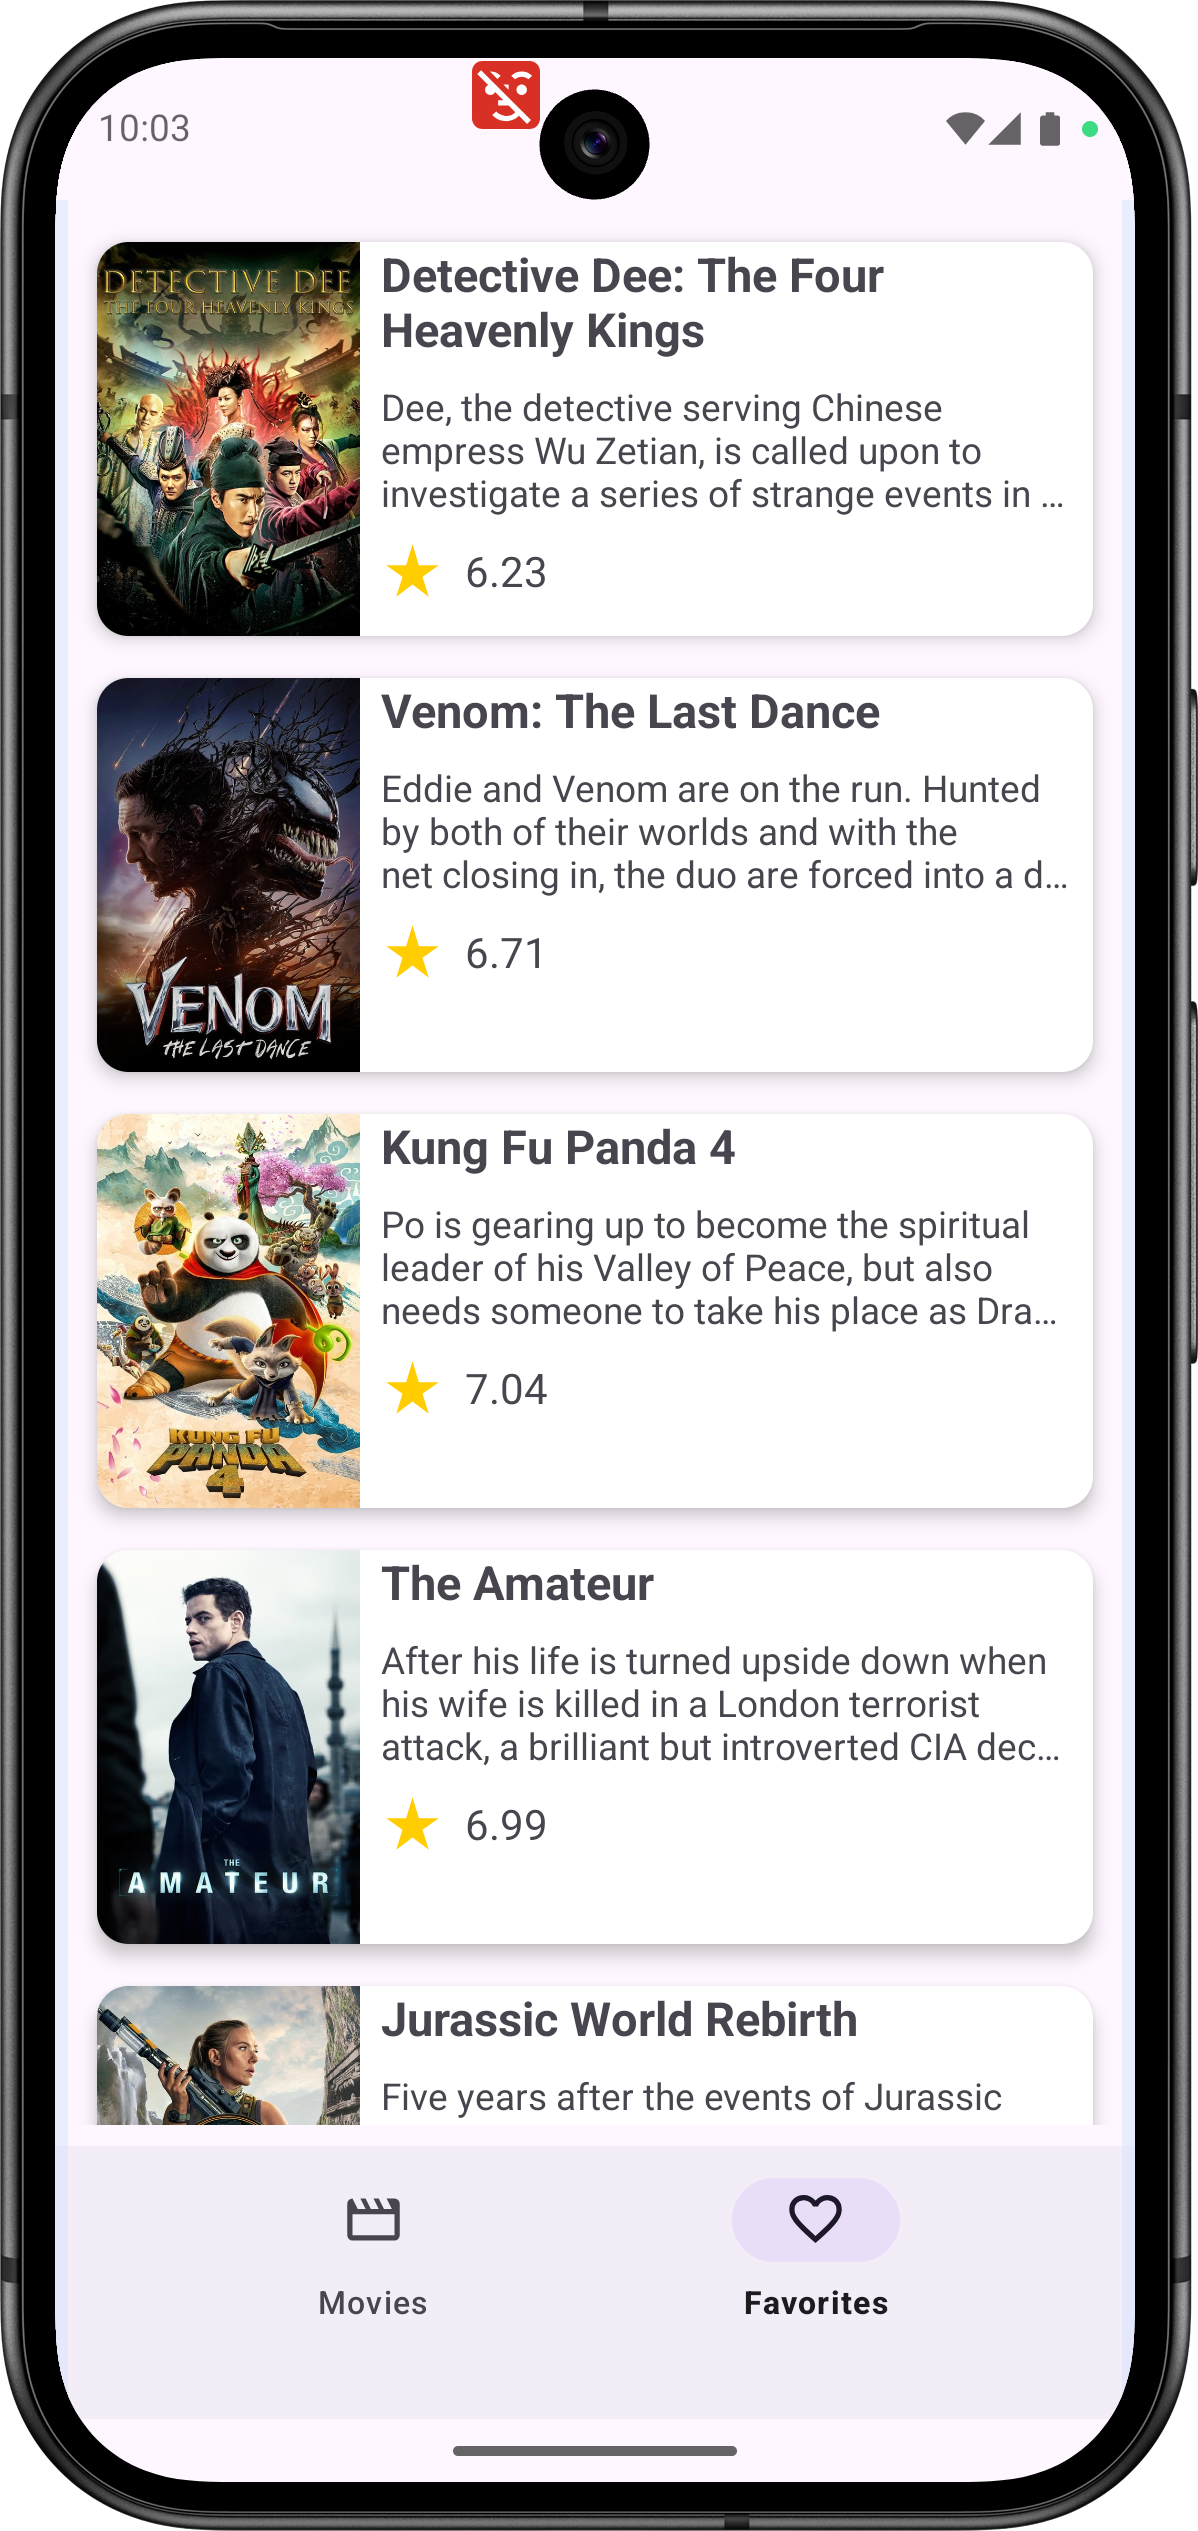 10:03
DETECTIVE DEE
THE FOUR HEAVENLY KINGS
Detective Dee: The Four
Heavenly Kings
Dee, the detective serving Chinese
empress Wu Zetian, is called upon to
investigate a series of strange events in ...
6.23
VENOM
THE LAST DANCE
Venom: The Last Dance
Eddie and Venom are on the run. Hunted
by both of their worlds and with the
net closing in, the duo are forced into a d...
6.71
KUNG FU
PANDA
4
Kung Fu Panda 4
Po is gearing up to become the spiritual
leader of his Valley of Peace, but also
needs someone to take his place as Dra...
7.04
THE
AMATEUR
The Amateur
After his life is turned upside down when
his wife is killed in a London terrorist
attack, a brilliant but introverted CIA dec...
6.99
Jurassic World Rebirth
Five years after the events of Jurassic
Movies
Favorites